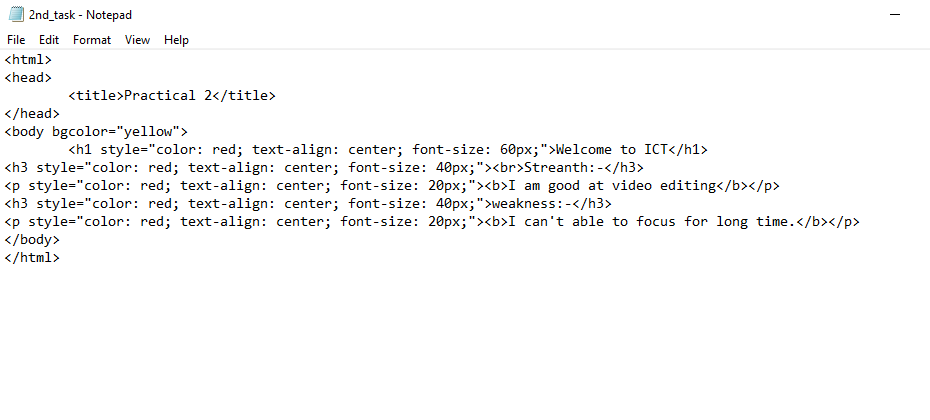 2nd_task - Notepad
File Edit Format View Help
<html>
<head>
        <title>Practical 2</title>
</head>
<body bgcolor="yellow">
        <h1 style="color: red; text-align: center; font-size: 60px;">Welcome to ICT</h1>
<h3 style="color: red; text-align: center; font-size: 40px;"><br>Streanth:-</h3>
<p style="color: red; text-align: center; font-size: 20px;"><b>I am good at video editing</b></p>
<h3 style="color: red; text-align: center; font-size: 40px;">weakness:-</h3>
<p style="color: red; text-align: center; font-size: 20px;"><b>I can't able to focus for long time.</b></p>
</body>
</html>